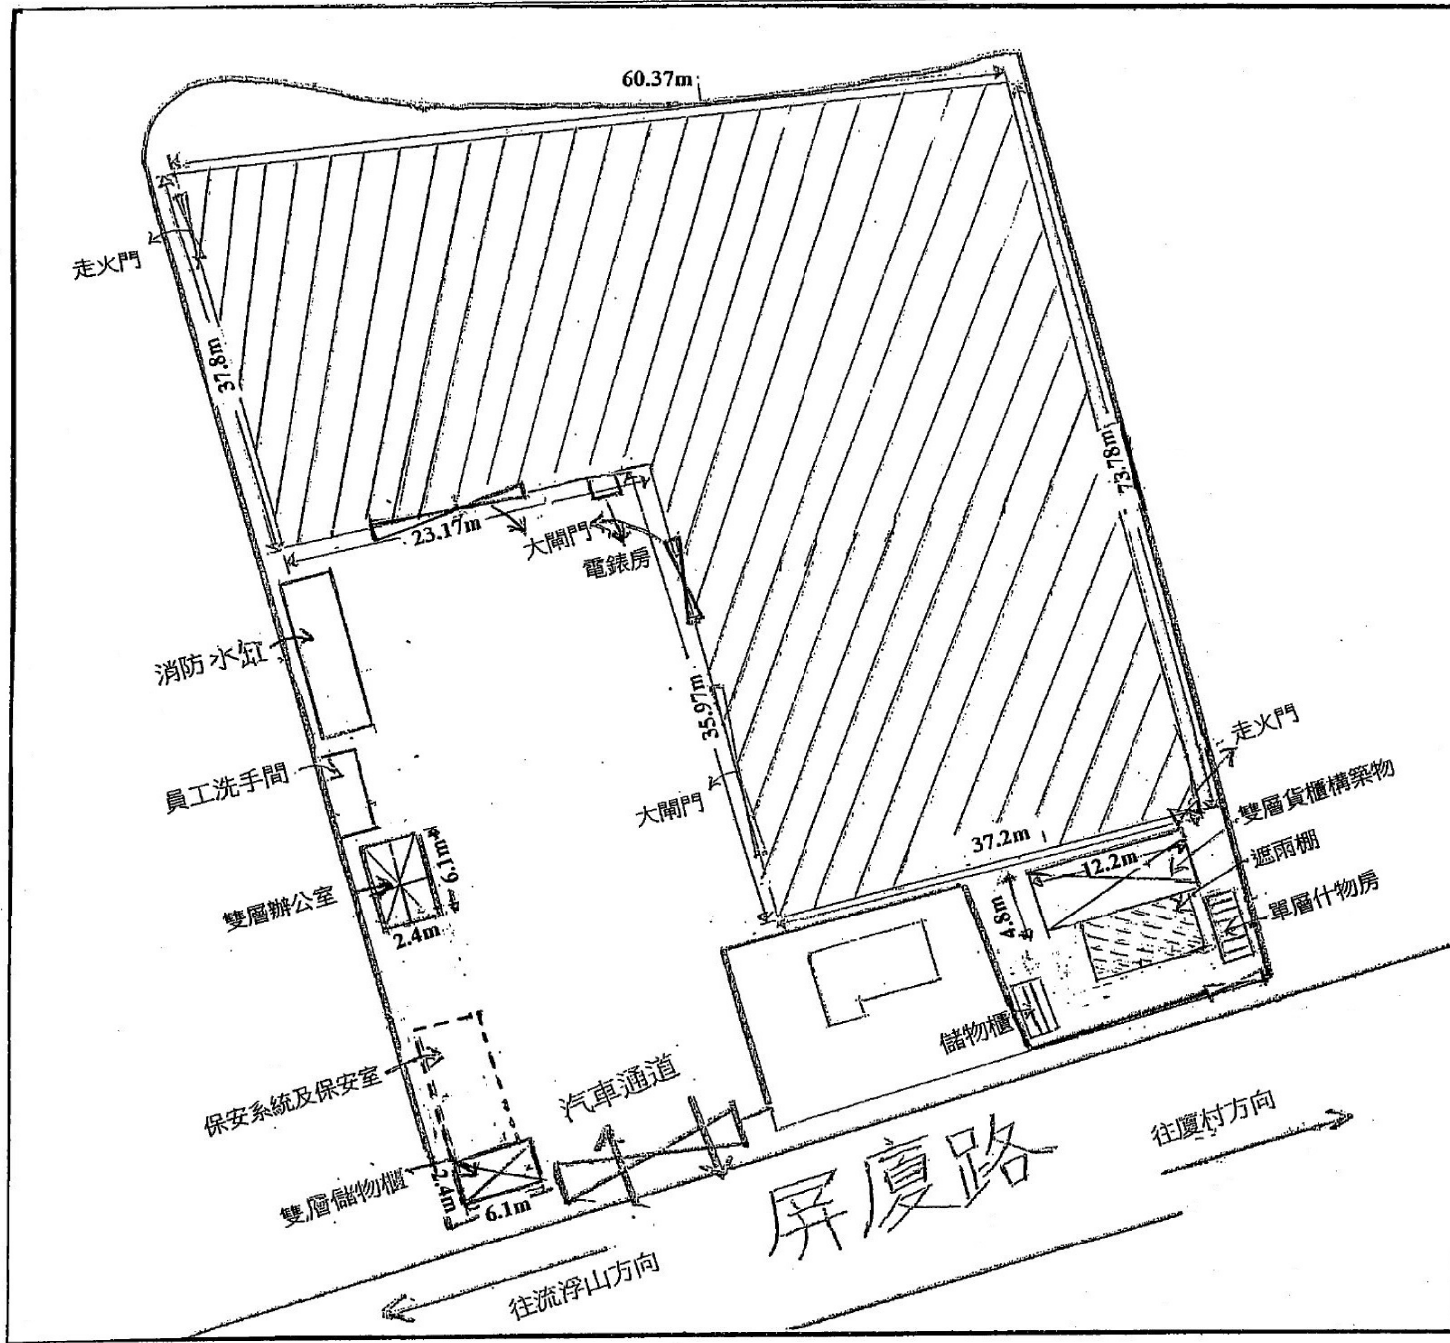 60.37m
走火門
37.8m
73.78m
23.17m
大閘門
電錶房
消防水缸
35.97m
走火門
員工洗手間
大閘門
雙層貨櫃構築物
37.2m
12.2m
遮雨棚
6.1m
雙層辦公室
4.8m
單層什物房
2.4m
儲物櫃
保安系統及保安室
汽車通道
往廈村方向
屏廈路
雙層儲物櫃
2.4m
6.1m
往流浮山方向